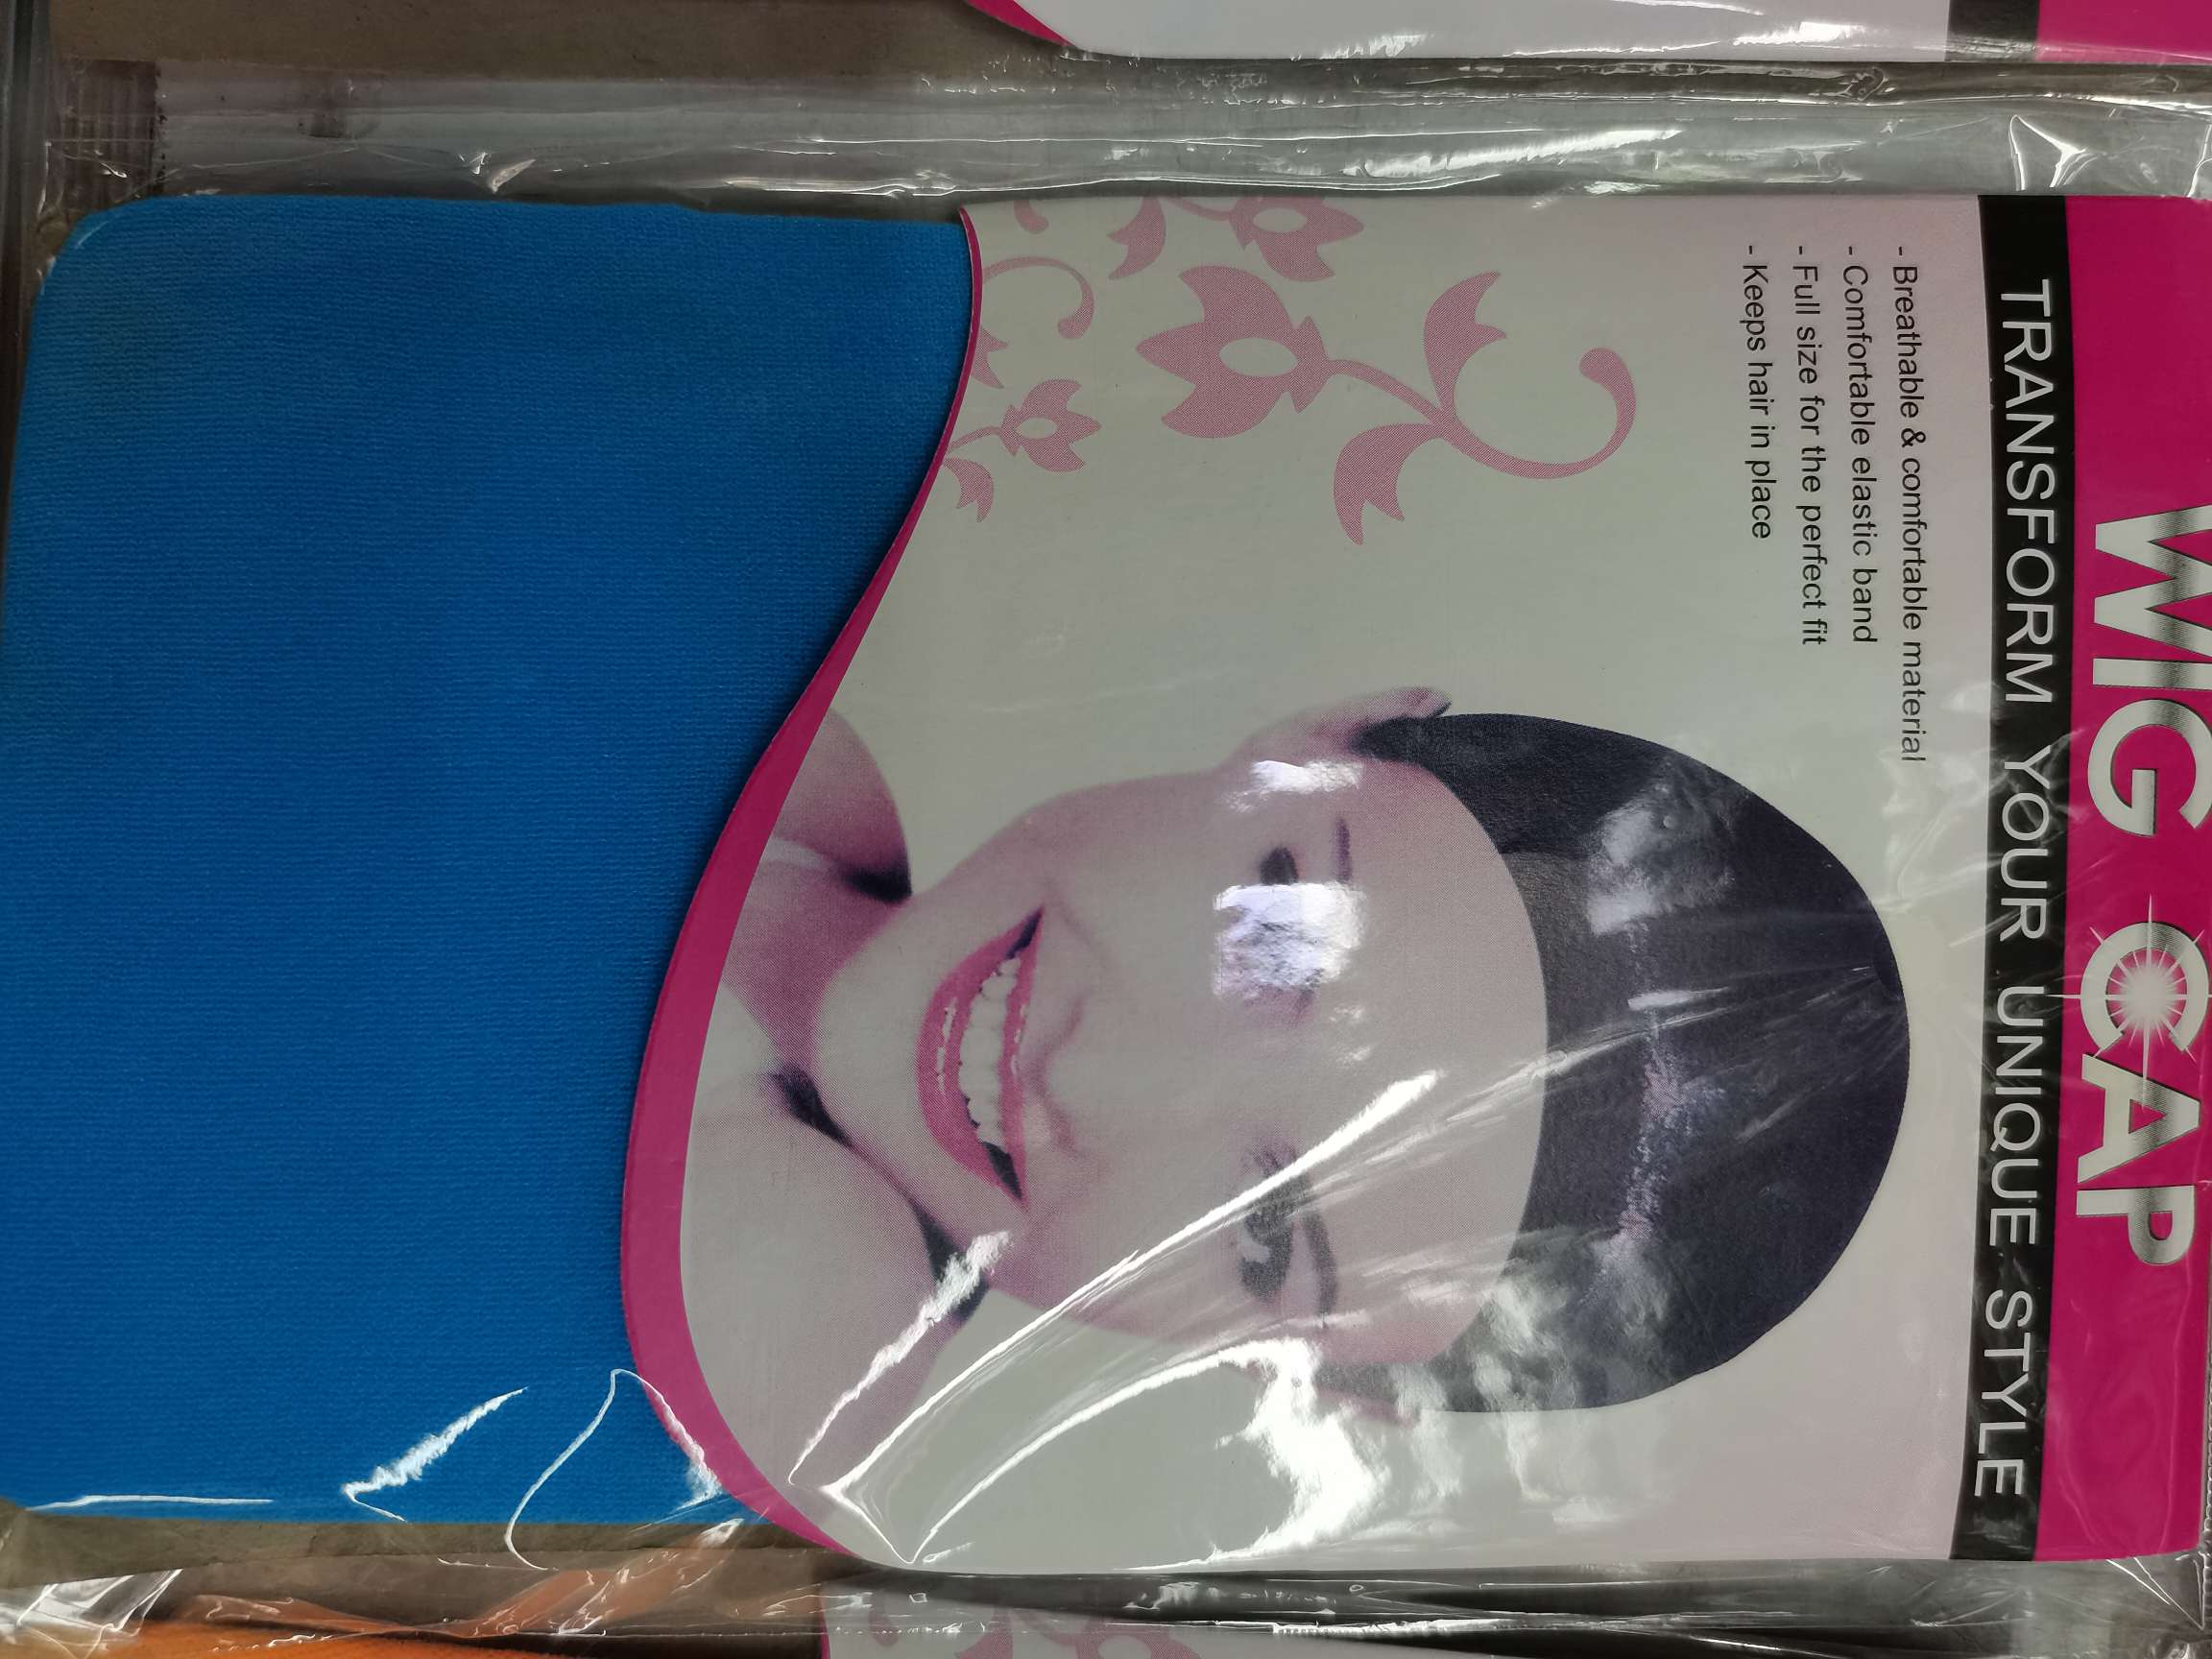 WIG CAP
TRANSFORM YOUR UNIQUE STYLE
- Breathable & comfortable material
- Comfortable elastic band
- Full size for the perfect fit
- Keeps hair in place